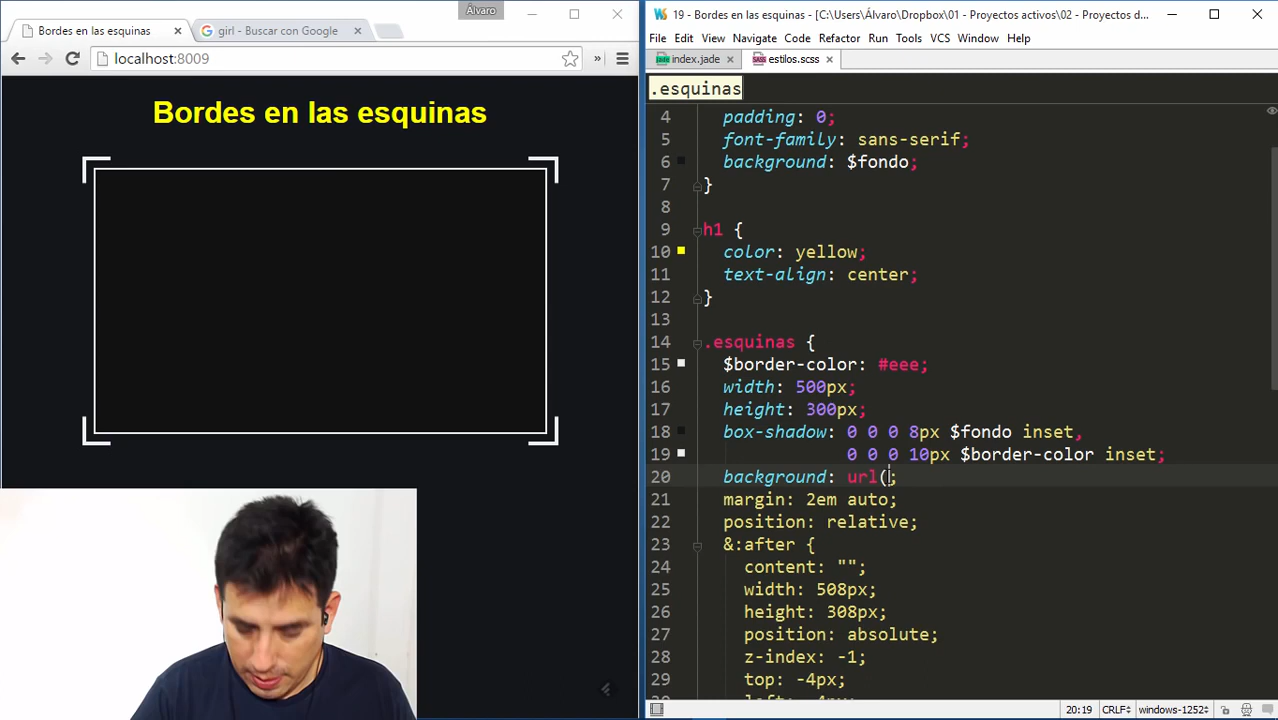 Álvaro
Bordes en las esquinas
girl - Buscar con Google
localhost:8009
Bordes en las esquinas
19 - Bordes en las esquinas - [C:\Users\Álvaro\Dropbox\01 - Proyectos activos\02 - Proyectos d...
File Edit View Navigate Code Refactor Run Tools VCS Window Help
index.jade
estilos.scss
.esquinas
4 padding: 0;
5 font-family: sans-serif;
6 background: $fondo;
7 }
8
9 h1 {
10 color: yellow;
11 text-align: center;
12 }
13
14 .esquinas {
15 $border-color: #eee;
16 width: 500px;
17 height: 300px;
18 box-shadow: 0 0 0 8px $fondo inset,
19 0 0 0 10px $border-color inset;
20 background: url(;
21 margin: 2em auto;
22 position: relative;
23 &:after {
24 content: "";
25 width: 508px;
26 height: 308px;
27 position: absolute;
28 z-index: -1;
29 top: -4px;
left: -4px;
20:19 CRLF÷ windows-1252÷